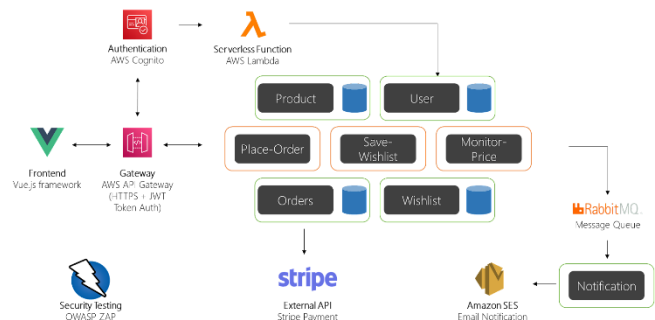 Authentication
AWS Cognito
Serverless Function
AWS Lambda
Product
User
Place-Order
Save-
Wishlist
Monitor-
Price
Frontend
Vue.js framework
Gateway
AWS API Gateway
(HTTPS + JWT
Token Auth)
Orders
Wishlist
RabbitMQ
Message Queue
stripe
Notification
Security Testing
OWASP ZAP
External API
Stripe Payment
Amazon SES
Email Notification